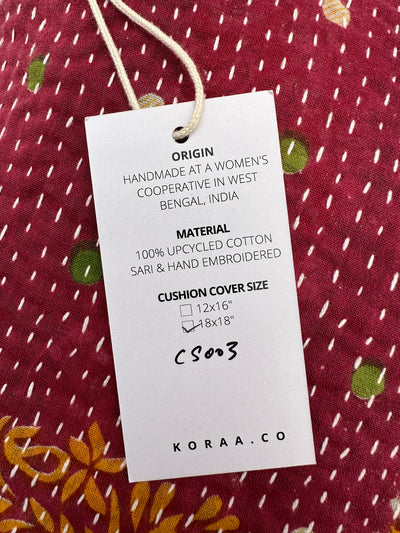 ORIGIN
HANDMADE AT A WOMEN'S
COOPERATIVE IN WEST
BENGAL, INDIA
MATERIAL
100% UPCYCLED COTTON
SARI & HAND EMBROIDERED
CUSHION COVER SIZE
12x16"
18x18"
CS003
KORAA.CO